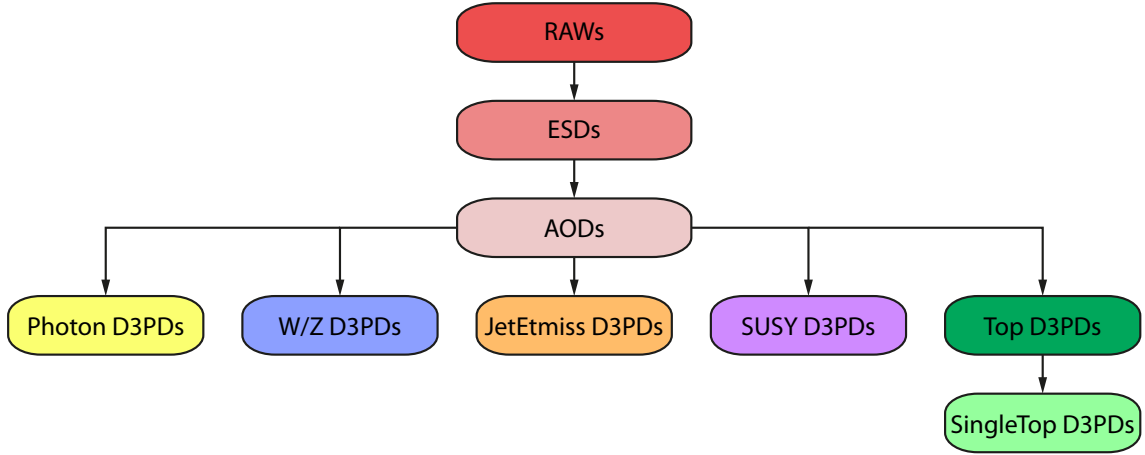 RAWs
ESDs
AODs
Photon D3PDs
W/Z D3PDs
JetEtmiss D3PDs
SUSY D3PDs
Top D3PDs
SingleTop D3PDs